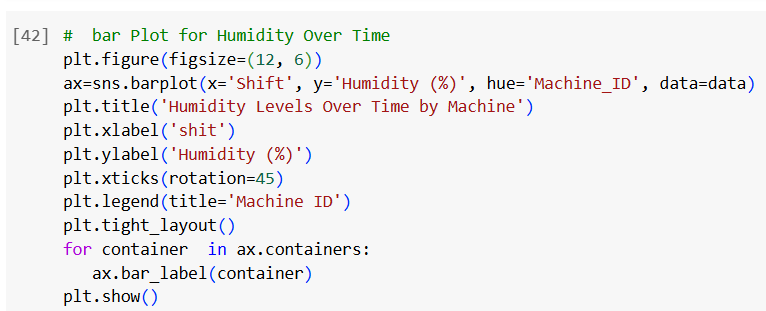 [42] #  bar Plot for Humidity Over Time
plt.figure(figsize=(12, 6))
ax=sns.barplot(x='Shift', y='Humidity (%)', hue='Machine_ID', data=data)
plt.title('Humidity Levels Over Time by Machine')
plt.xlabel('shit')
plt.ylabel('Humidity (%)')
plt.xticks(rotation=45)
plt.legend(title='Machine ID')
plt.tight_layout()
for container  in ax.containers:
   ax.bar_label(container)
plt.show()